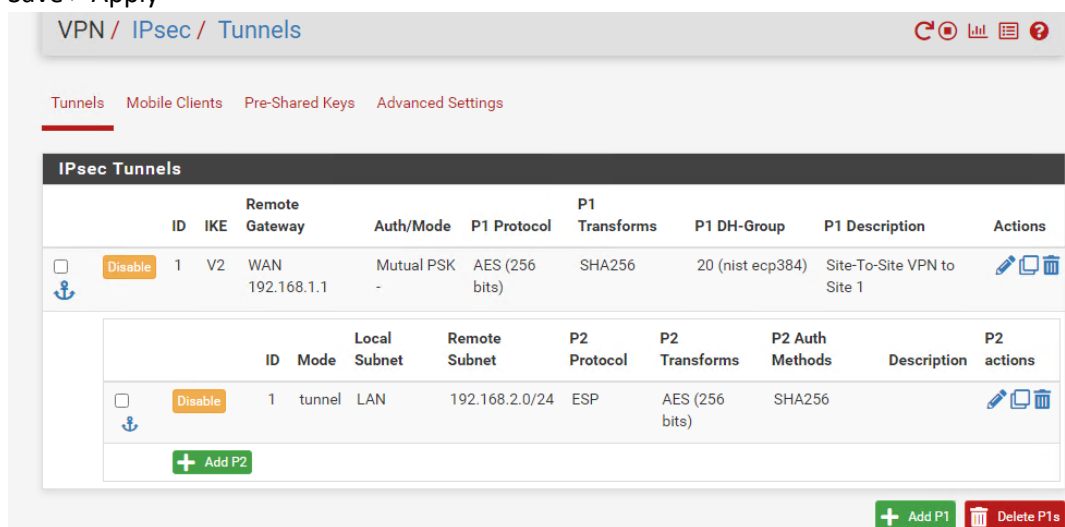 Save > Apply
VPN / IPsec / Tunnels
Tunnels Mobile Clients Pre-Shared Keys Advanced Settings
IPsec Tunnels
ID IKE Remote Gateway Auth/Mode P1 Protocol P1 Transforms P1 DH-Group P1 Description Actions
Disable 1 V2 WAN 192.168.1.1 Mutual PSK - AES (256 bits) SHA256 20 (nist ecp384) Site-To-Site VPN to Site 1
ID Mode Local Subnet Remote Subnet P2 Protocol P2 Transforms P2 Auth Methods Description P2 actions
Disable 1 tunnel LAN 192.168.2.0/24 ESP AES (256 bits) SHA256
Add P2
Add P1 Delete P1s